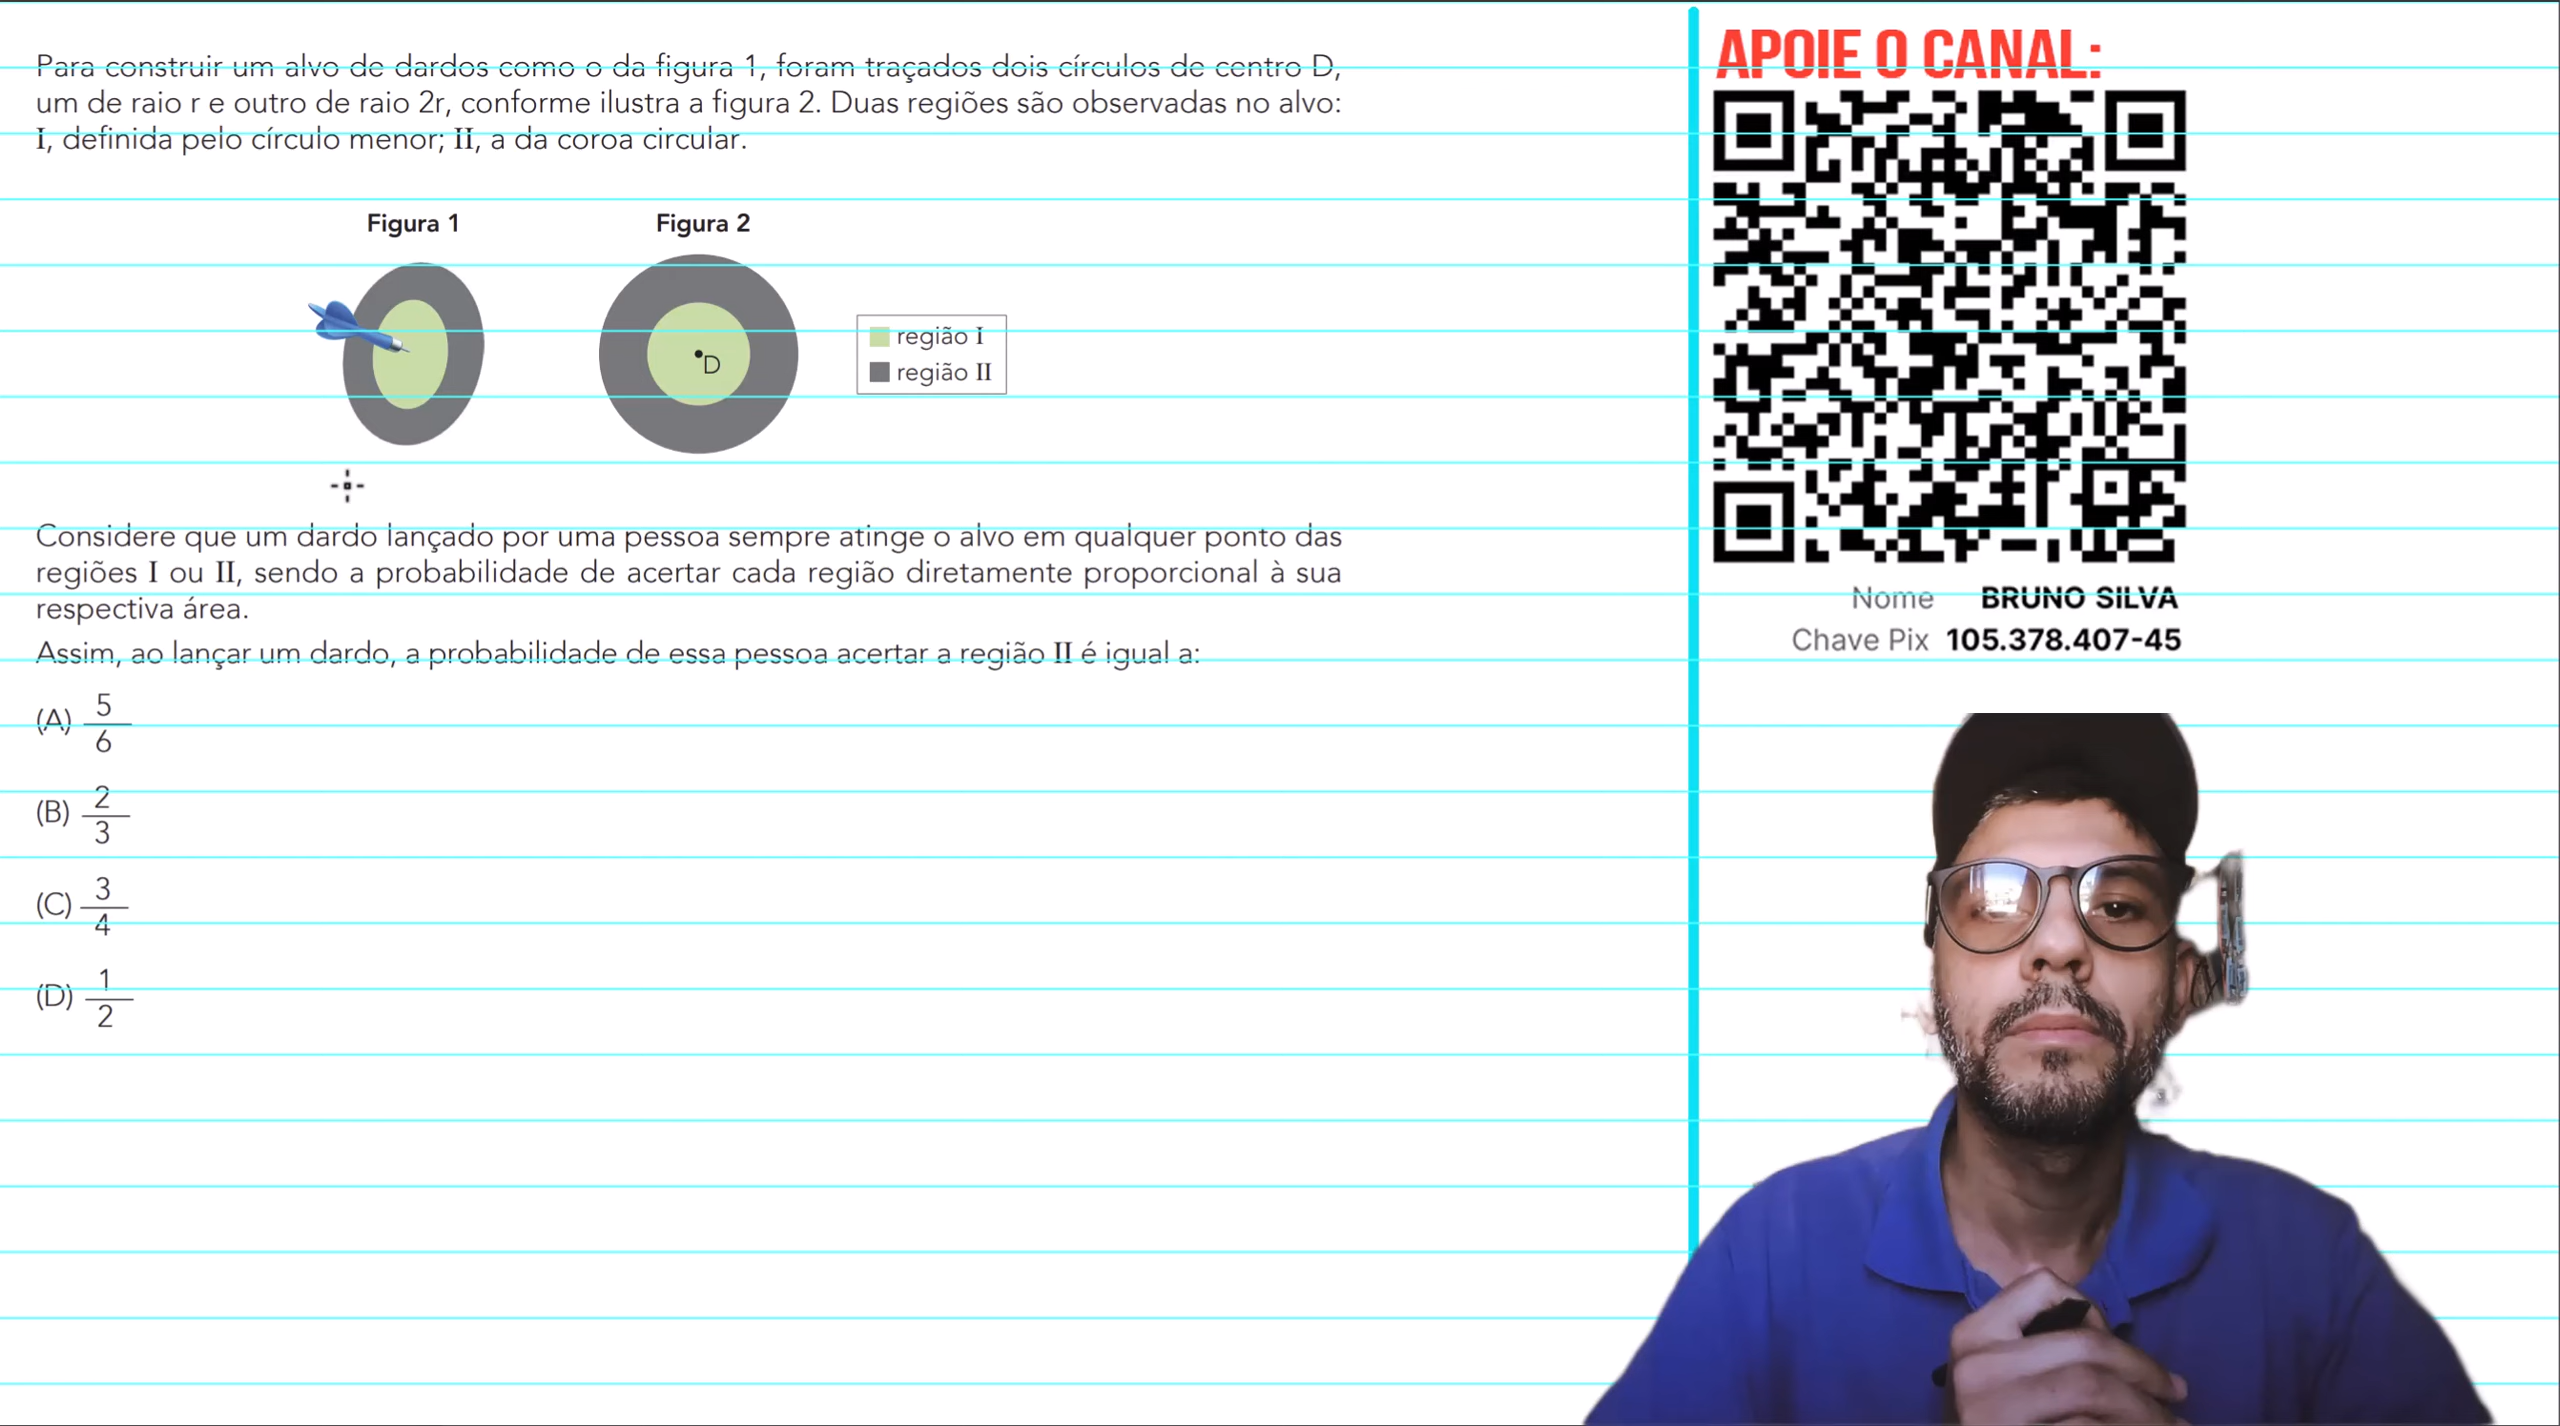 Para construir um alvo de dardos como o da figura 1, foram traçados dois círculos de centro D,
um de raio r e outro de raio 2r, conforme ilustra a figura 2. Duas regiões são observadas no alvo:
I, definida pelo círculo menor; II, a da coroa circular.
Figura 1
Figura 2
D
região I
região II
Considere que um dardo lançado por uma pessoa sempre atinge o alvo em qualquer ponto das
regiões I ou II, sendo a probabilidade de acertar cada região diretamente proporcional à sua
respectiva área.
Assim, ao lançar um dardo, a probabilidade de essa pessoa acertar a região II é igual a:
(A) 5/6
(B) 2/3
(C) 3/4
(D) 1/2
APOIE O CANAL:
Nome BRUNO SILVA
Chave Pix 105.378.407-45